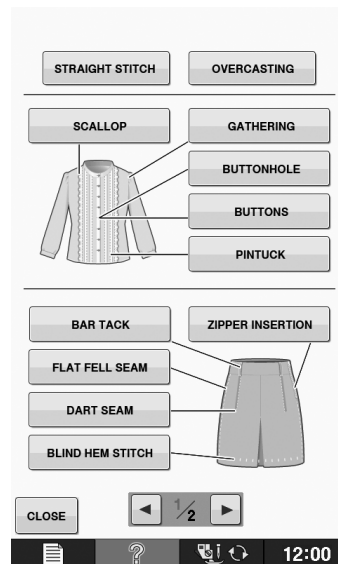 STRAIGHT STITCH
OVERCASTING
SCALLOP
GATHERING
BUTTONHOLE
BUTTONS
PINTUCK
BAR TACK
ZIPPER INSERTION
FLAT FELL SEAM
DART SEAM
BLIND HEM STITCH
CLOSE
1/2
?
12:00